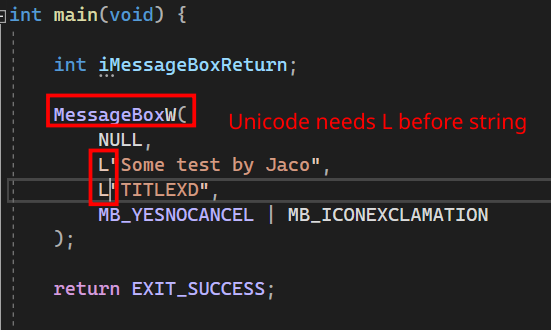 int main(void) {
int iMessageBoxReturn;
MessageBoxW(
Unicode needs L before string
NULL,
L"Some test by Jaco",
L"TITLEXD",
MB_YESNOCANCEL | MB_ICONEXCLAMATION
);
return EXIT_SUCCESS;